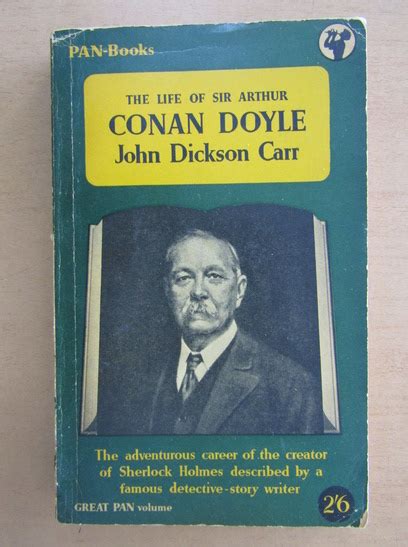 PAN-Books
THE LIFE OF SIR ARTHUR
CONAN DOYLE
John Dickson Carr
The adventurous career of the creator
of Sherlock Holmes described by a
famous detective-story writer
GREAT PAN volume
2'6